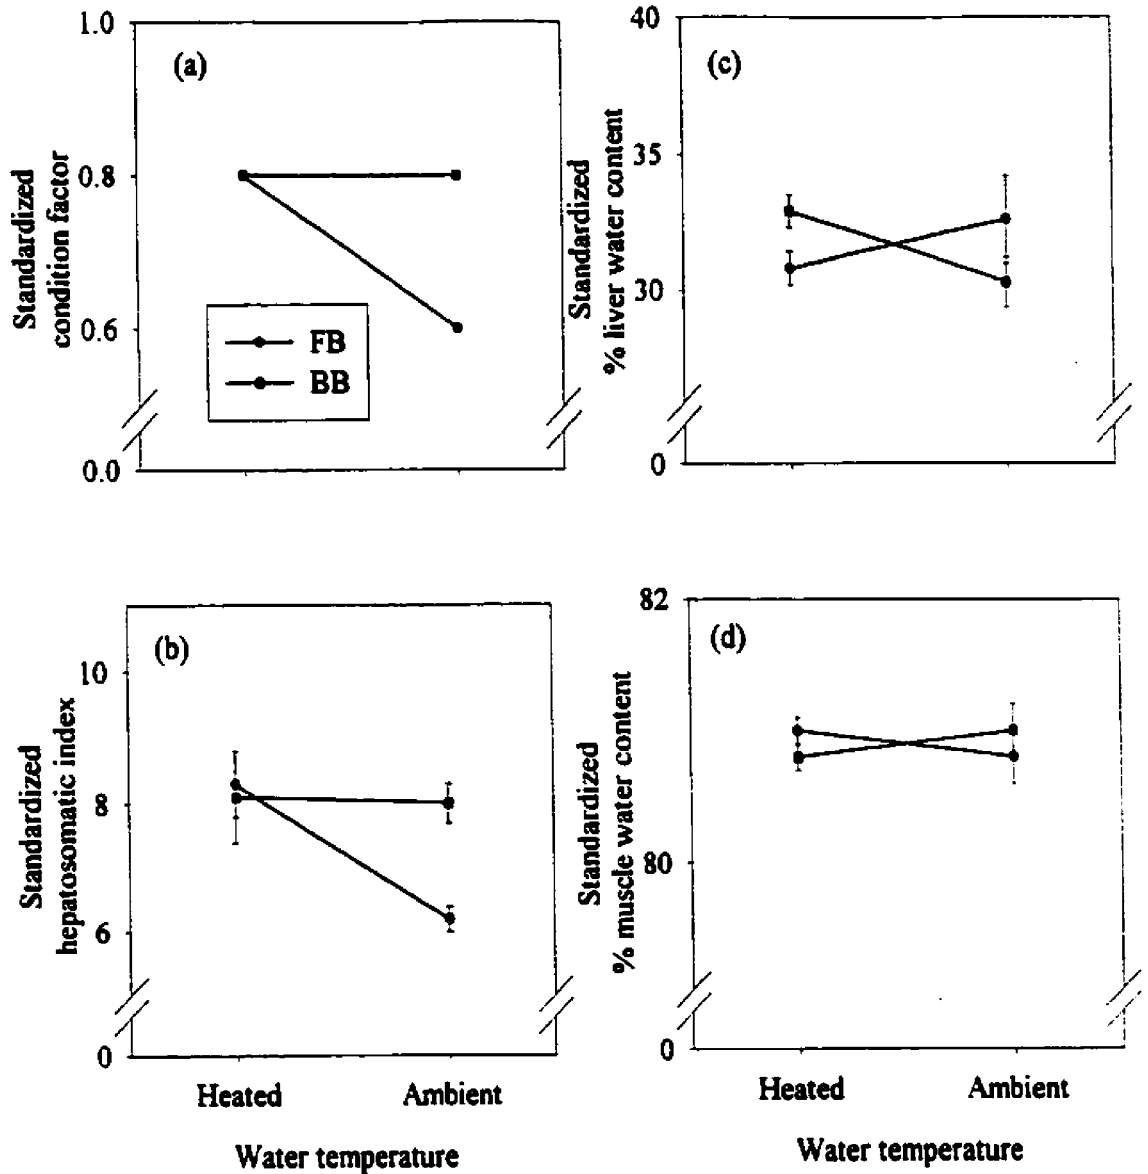 (a)
1.0
0.8
0.6
0.0
Standardized
condition factor
FB
BB
(c)
40
35
30
0
Standardized
% liver water content
(b)
10
8
6
0
Standardized
hepatosomatic index
Heated
Ambient
Water temperature
(d)
82
80
0
Standardized
% muscle water content
Heated
Ambient
Water temperature